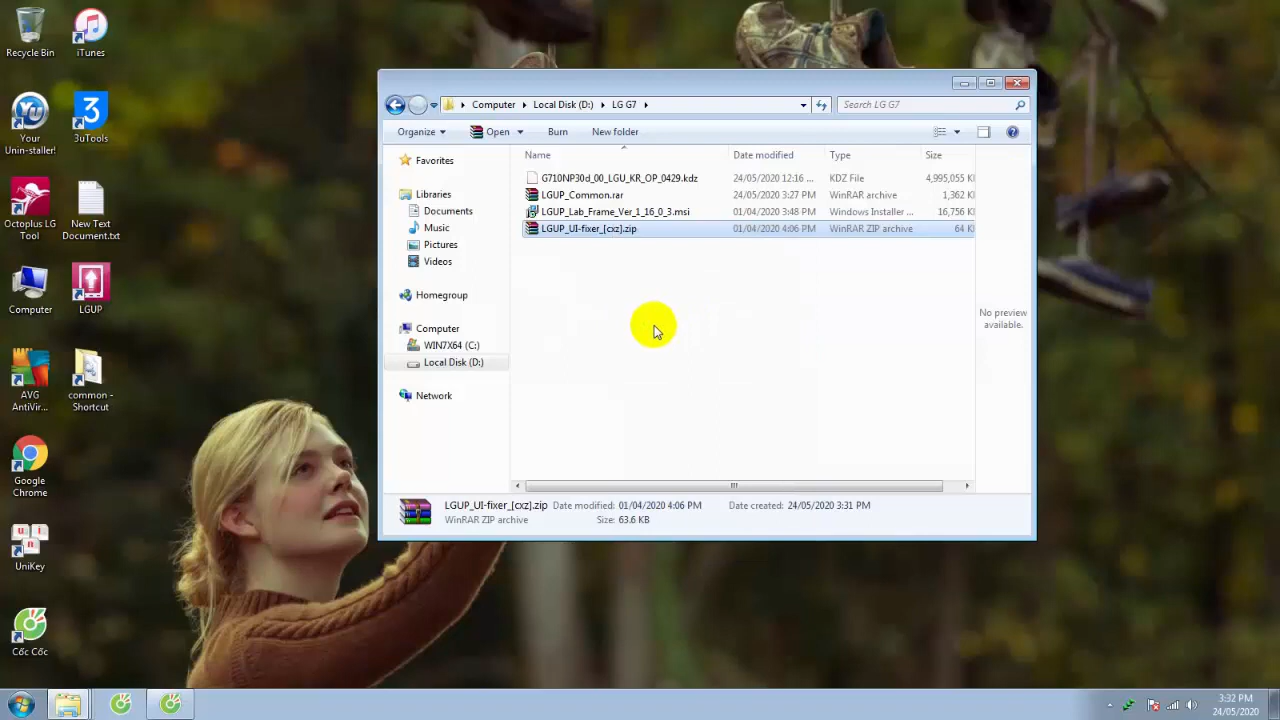 Recycle Bin
iTunes
Your
Unin-staller!
3uTools
Octoplus LG
Tool
New Text
Document.txt
Computer
LGUP
AVG
AntiVir...
common -
Shortcut
Google
Chrome
UniKey
Cốc Cốc
Computer
Local Disk (D:)
LG G7
Search LG G7
Organize
Open
Burn
New folder
Favorites
Libraries
Documents
Music
Pictures
Videos
Homegroup
Computer
WIN7X64 (C:)
Local Disk (D:)
Network
Name Date modified Type Size
G710NP30d_00_LGU_KR_OP_0429.kdz 24/05/2020 12:16 ... KDZ File 4,995,055 K
LGUP_Common.rar 24/05/2020 3:27 PM WinRAR archive 1,362 K
LGUP_Lab_Frame_Ver_1_16_0_3.msi 01/04/2020 3:48 PM Windows Installer ... 16,756 K
LGUP_UI-fixer_[cxz].zip 01/04/2020 4:06 PM WinRAR ZIP archive 64 K
No preview
available.
LGUP_UI-fixer_[cxz].zip Date modified: 01/04/2020 4:06 PM Date created: 24/05/2020 3:31 PM
WinRAR ZIP archive Size: 63.6 KB
3:32 PM
24/05/2020